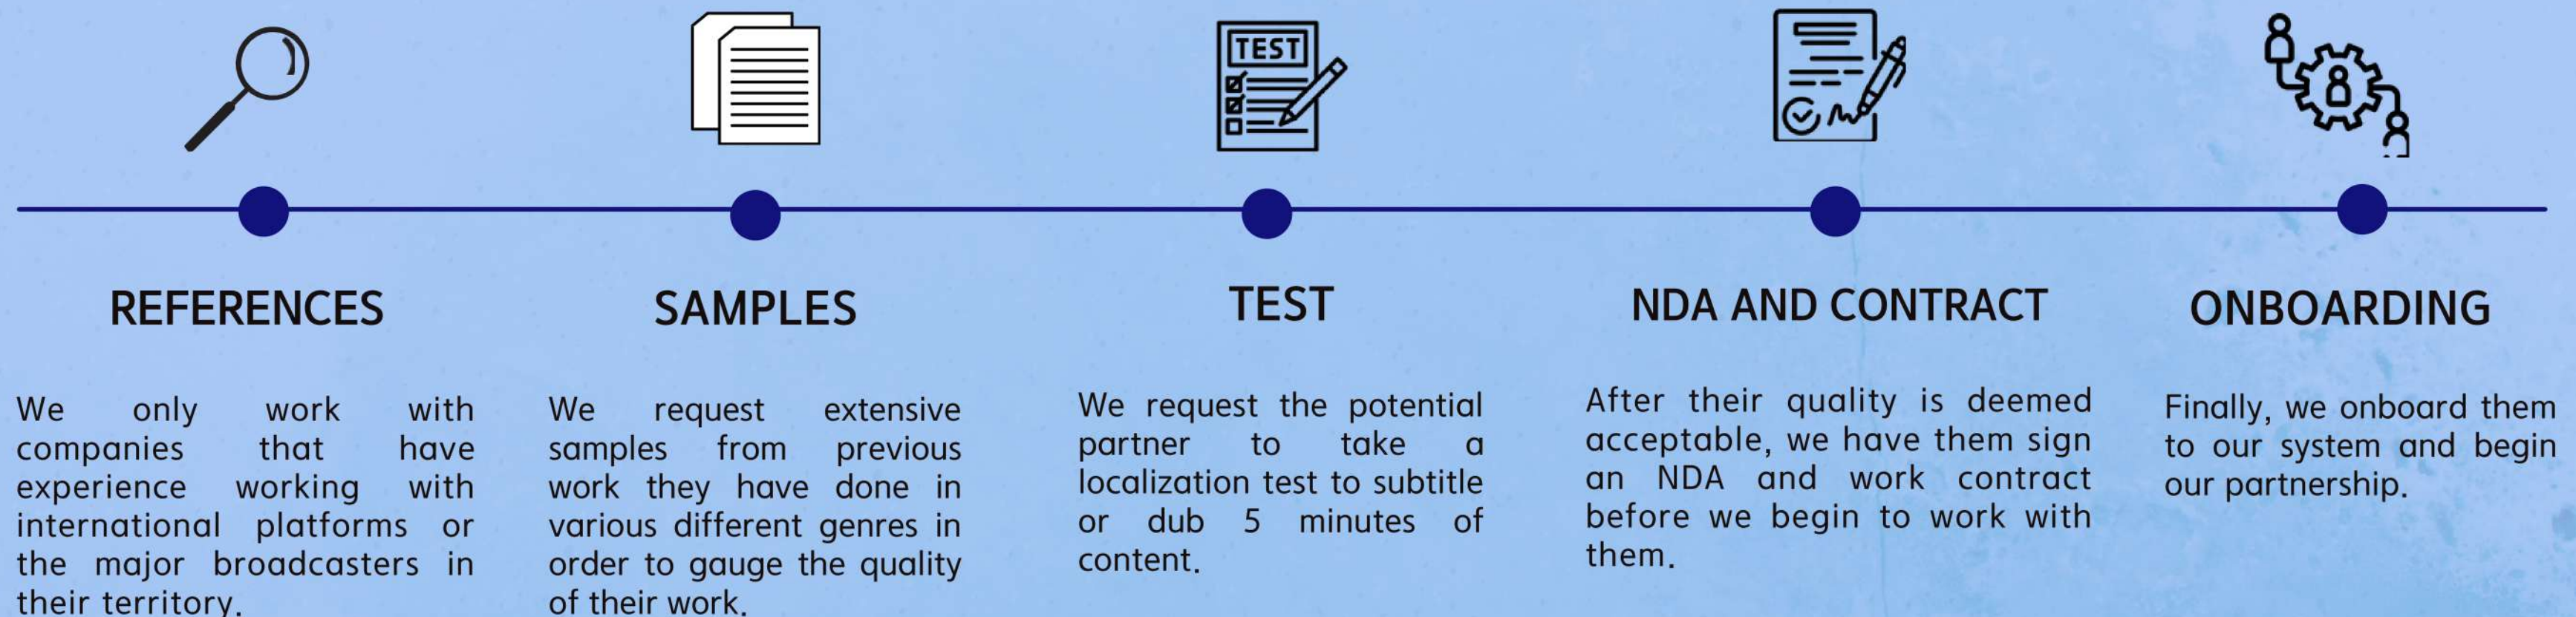 TEST
REFERENCES
We only work with
companies that have
experience working with
international platforms or
the major broadcasters in
their territory.
SAMPLES
We request extensive
samples from previous
work they have done in
various different genres in
order to gauge the quality
of their work.
TEST
We request the potential
partner to take a
localization test to subtitle
or dub 5 minutes of
content.
NDA AND CONTRACT
After their quality is deemed
acceptable, we have them sign
an NDA and work contract
before we begin to work with
them.
ONBOARDING
Finally, we onboard them
to our system and begin
our partnership.